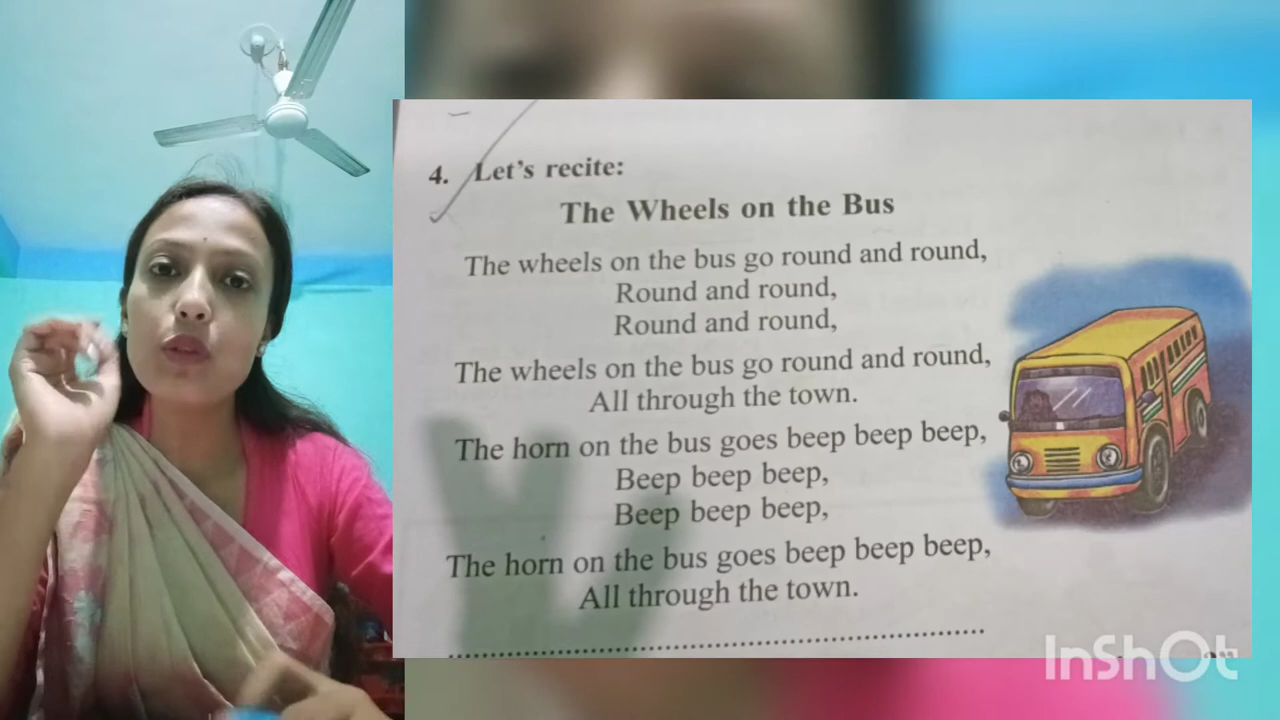 4. Let's recite:
The Wheels on the Bus
The wheels on the bus go round and round,
Round and round,
Round and round,
The wheels on the bus go round and round,
All through the town.
The horn on the bus goes beep beep beep,
Beep beep beep,
Beep beep beep,
The horn on the bus goes beep beep beep,
All through the town.
InShOt